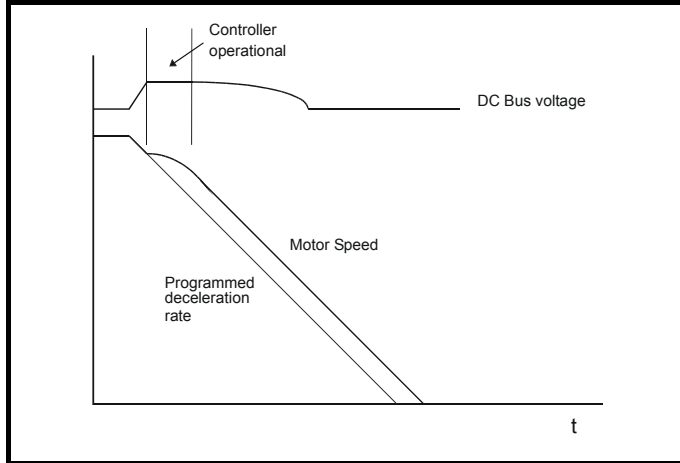 Controller
operational
DC Bus voltage
Motor Speed
Programmed
deceleration
rate
t